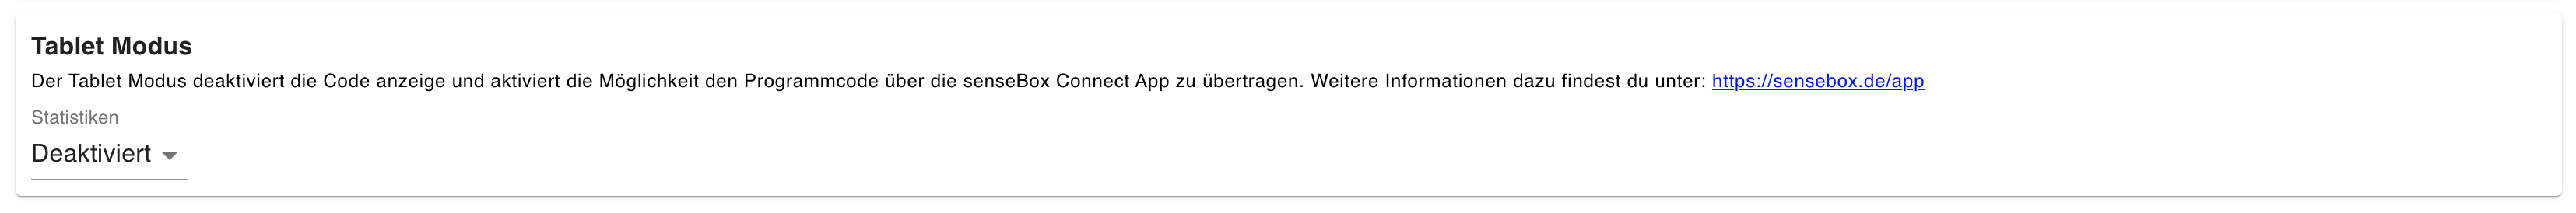 Tablet Modus
Der Tablet Modus deaktiviert die Code anzeige und aktiviert die Möglichkeit den Programmcode über die senseBox Connect App zu übertragen. Weitere Informationen dazu findest du unter: https://sensebox.de/app
Statistiken
Deaktiviert